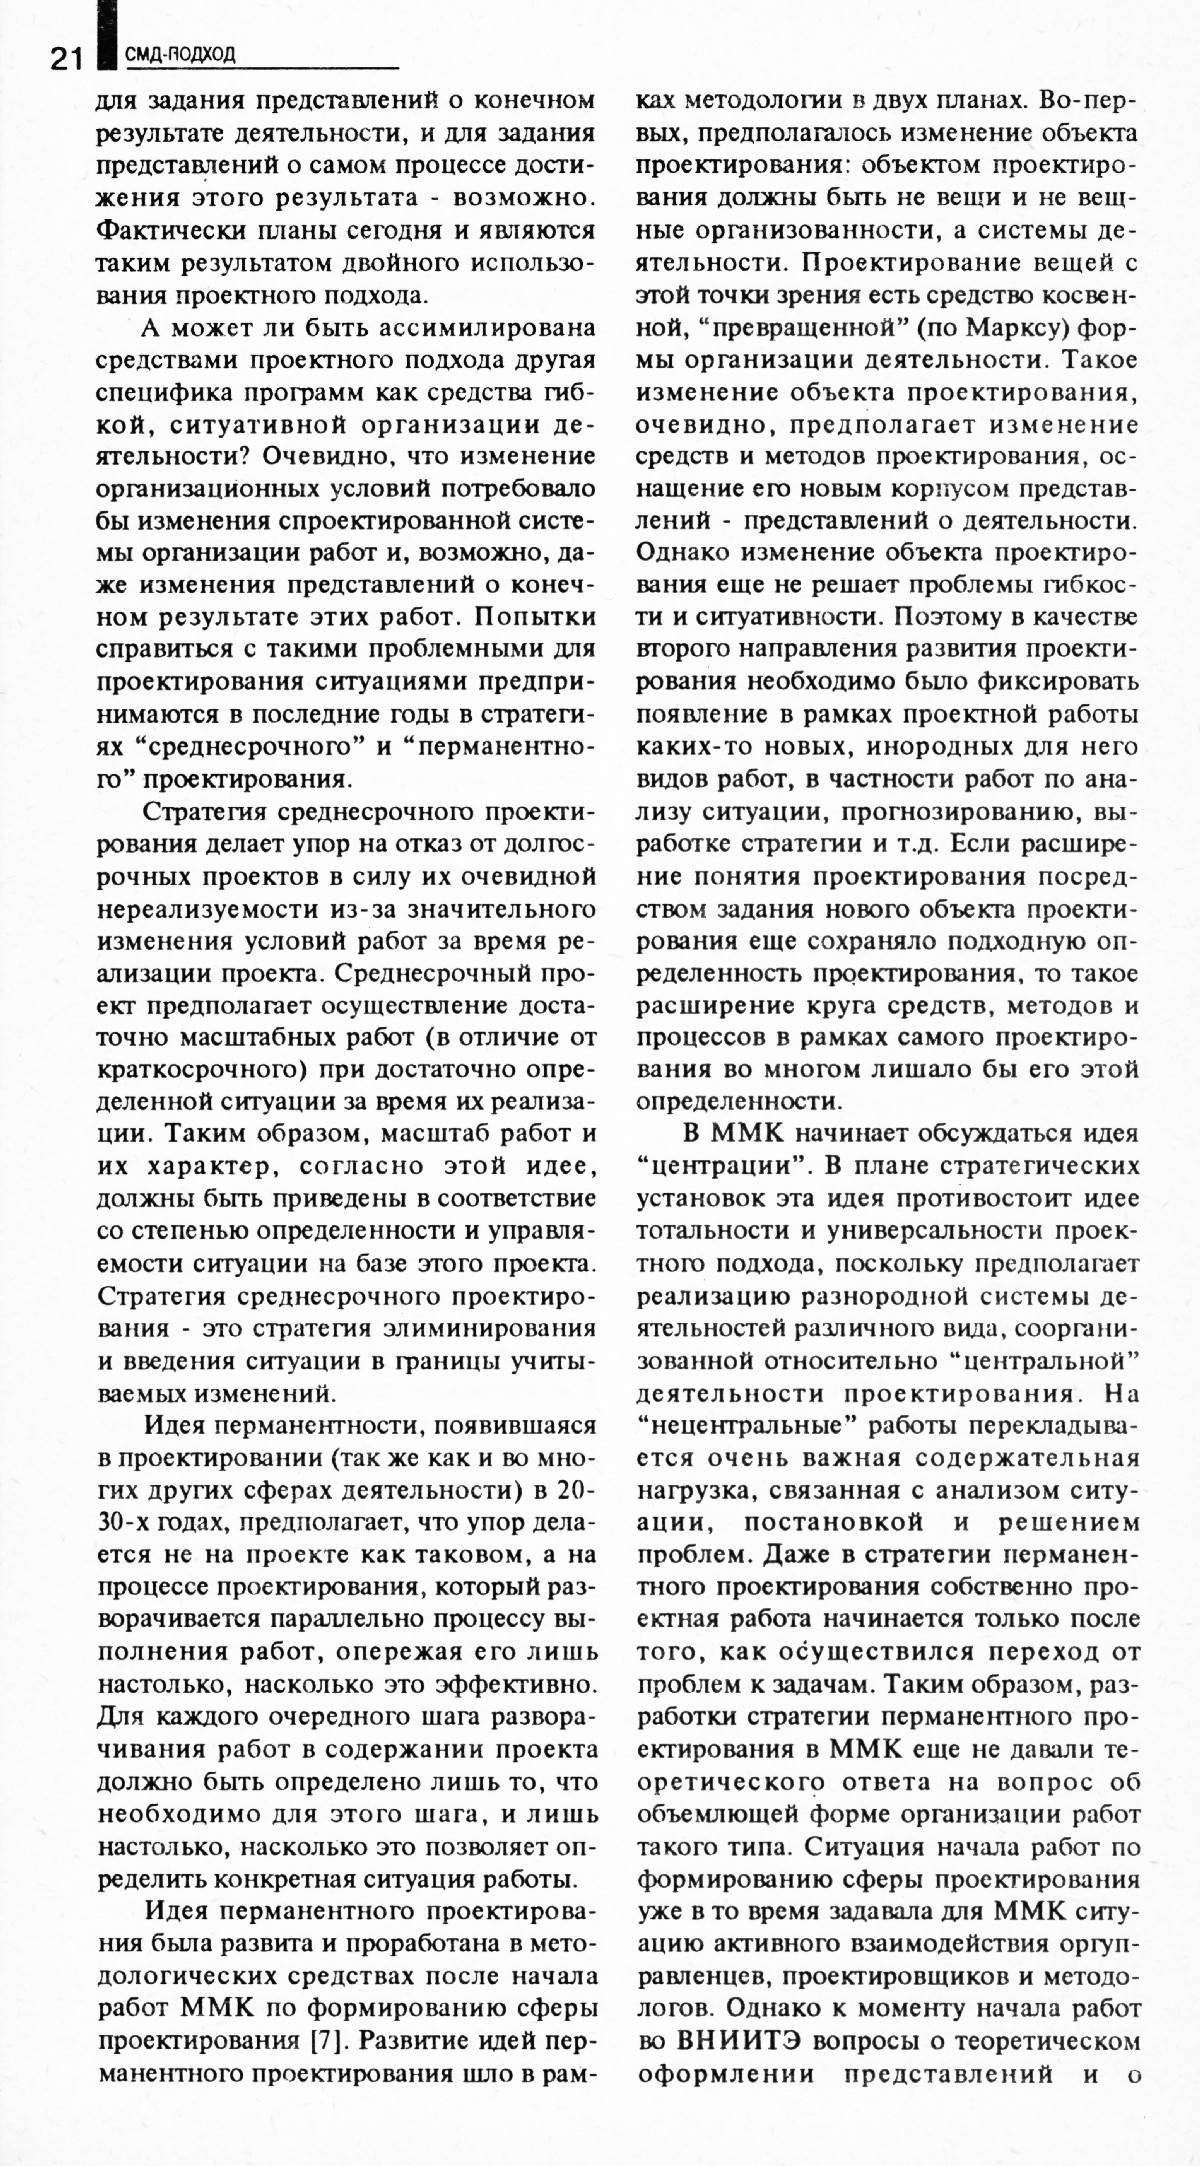 21
СМД-ПОДХОД
для задания представлений о конечном
результате деятельности, и для задания
представлений о самом процессе дости-
жения этого результата - возможно.
Фактически планы сегодня и являются
таким результатом двойного использо-
вания проектного подхода.
А может ли быть ассимилирована
средствами проектного подхода другая
специфика программ как средства гиб-
кой, ситуативной организации де-
ятельности? Очевидно, что изменение
организационных условий потребовало
бы изменения спроектированной систе-
мы организации работ и, возможно, да-
же изменения представлений о конеч-
ном результате этих работ. Попытки
справиться с такими проблемными для
проектирования ситуациями предпри-
нимаются в последние годы в стратеги-
ях “среднесрочного” и “перманентно-
го” проектирования.
Стратегия среднесрочного проекти-
рования делает упор на отказ от долгос-
рочных проектов в силу их очевидной
нереализуемости из-за значительного
изменения условий работ за время ре-
ализации проекта. Среднесрочный про-
ект предполагает осуществление доста-
точно масштабных работ (в отличие от
краткосрочного) при достаточно опре-
деленной ситуации за время их реализа-
ции. Таким образом, масштаб работ и
их характер, согласно этой идее,
должны быть приведены в соответствие
со степенью определенности и управля-
емости ситуации на базе этого проекта.
Стратегия среднесрочного проектиро-
вания - это стратегия элиминирования
и введения ситуации в границы учиты-
ваемых изменений.
Идея перманентности, появившаяся
в проектировании (так же как и во мно-
гих других сферах деятельности) в 20-
30-х годах, предполагает, что упор дела-
ется не на проекте как таковом, а на
процессе проектирования, который раз-
ворачивается параллельно процессу вы-
полнения работ, опережая его лишь
настолько, насколько это эффективно.
Для каждого очередного шага развора-
чивания работ в содержании проекта
должно быть определено лишь то, что
необходимо для этого шага, и лишь
настолько, насколько это позволяет оп-
ределить конкретная ситуация работы.
Идея перманентного проектирова-
ния была развита и проработана в мето-
дологических средствах после начала
работ ММК по формированию сферы
проектирования [7]. Развитие идей пер-
манентного проектирования шло в рам-
ках методологии в двух планах. Во-пер-
вых, предполагалось изменение объекта
проектирования: объектом проектиро-
вания должны быть не вещи и не вещ-
ные организованности, а системы де-
ятельности. Проектирование вещей с
этой точки зрения есть средство косвен-
ной, “превращенной” (по Марксу) фор-
мы организации деятельности. Такое
изменение объекта проектирования,
очевидно, предполагает изменение
средств и методов проектирования, ос-
нащение его новым корпусом представ-
лений - представлений о деятельности.
Однако изменение объекта проектиро-
вания еще не решает проблемы гибкос-
ти и ситуативности. Поэтому в качестве
второго направления развития проекти-
рования необходимо было фиксировать
появление в рамках проектной работы
каких-то новых, инородных для него
видов работ, в частности работ по ана-
лизу ситуации, прогнозированию, вы-
работке стратегии и т.д. Если расшире-
ние понятия проектирования посред-
ством задания нового объекта проекти-
рования еще сохраняло подходную оп-
ределенность проектирования, то такое
расширение круга средств, методов и
процессов в рамках самого проектиро-
вания во многом лишало бы его этой
определенности.
В ММК начинает обсуждаться идея
“центрации”. В плане стратегических
установок эта идея противостоит идее
тотальности и универсальности проек-
тного подхода, поскольку предполагает
реализацию разнородной системы де-
ятельностей различного вида, сооргани-
зованной относительно “центральной”
деятельности проектирования. На
“нецентральные” работы перекладыва-
ется очень важная содержательная
нагрузка, связанная с анализом ситу-
ации, постановкой и решением
проблем. Даже в стратегии перманен-
тного проектирования собственно про-
ектная работа начинается только после
того, как осуществился переход от
проблем к задачам. Таким образом, раз-
работки стратегии перманентного про-
ектирования в ММК еще не давали те-
оретического ответа на вопрос об
объемлющей форме организации работ
такого типа. Ситуация начала работ по
формированию сферы проектирования
уже в то время задавала для ММК ситу-
ацию активного взаимодействия оргуп-
равленцев, проектировщиков и методо-
логов. Однако к моменту начала работ
во ВНИИТЭ вопросы о теоретическом
оформлении представлений и о